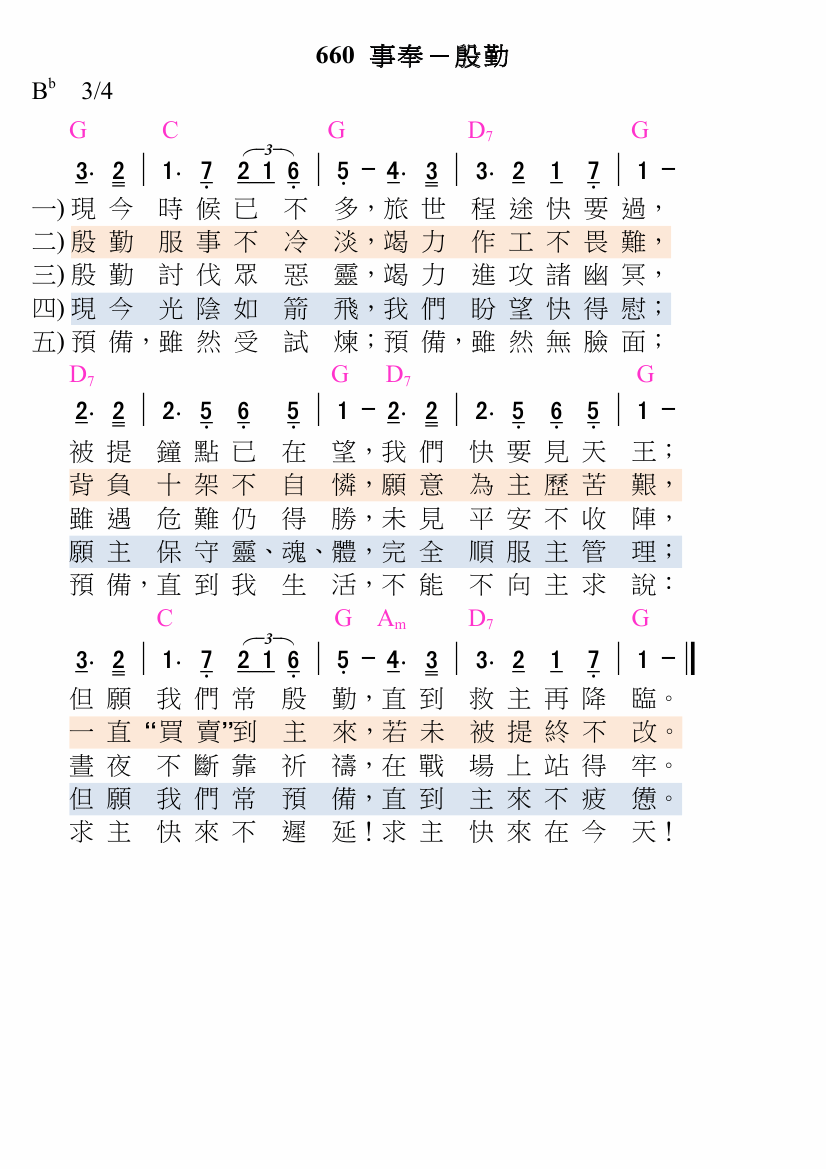 660 事奉－殷勤
B♭ 3/4
G C G D7 G
3· 2 | 1· 7 2 1 6 | 5 － 4· 3 | 3· 2 1 7 | 1 －
一) 現今時候已不多，旅世程途快要過，
二) 殷勤服事不冷淡，竭力作工不畏難，
三) 殷勤討伐眾惡靈，竭力進攻諸幽冥，
四) 現今光陰如箭飛，我們盼望快得慰；
五) 預備，雖然受試煉；預備，雖然無臉面；
D7 G D7 G
2· 2 | 2· 5 6 5 | 1 － 2· 2 | 2· 5 6 5 | 1 －
被提鐘點已在望，我們快要見天王；
背負十架不自憐，願意為主歷苦艱，
雖遇危難仍得勝，未見平安不收陣，
願主保守靈、魂、體，完全順服主管理；
預備，直到我生活，不能不向主求說：
C G Am D7 G
3· 2 | 1· 7 2 1 6 | 5 － 4· 3 | 3· 2 1 7 | 1 － ‖
但願我們常殷勤，直到救主再降臨。
一直“買賣”到主來，若未被提終不改。
晝夜不斷靠祈禱，在戰場上站得牢。
但願我們常預備，直到主來不疲憊。
求主快來不遲延！求主快來在今天！